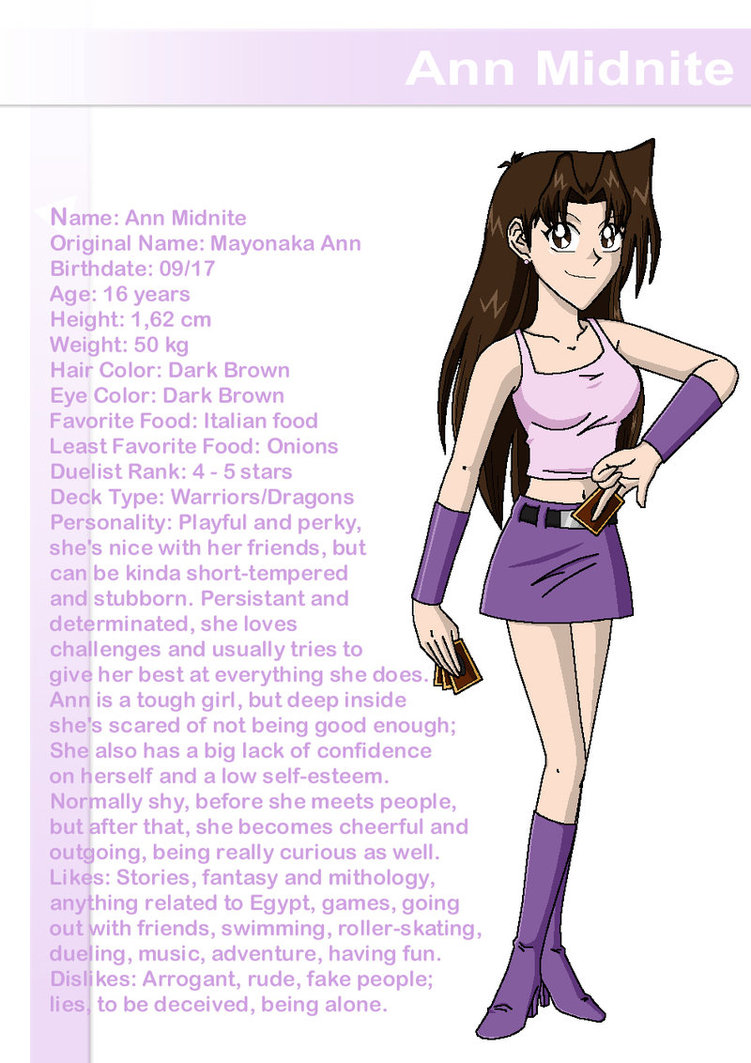 Ann Midnite
Name: Ann Midnite
Original Name: Mayonaka Ann
Birthdate: 09/17
Age: 16 years
Height: 1,62 cm
Weight: 50 kg
Hair Color: Dark Brown
Eye Color: Dark Brown
Favorite Food: Italian food
Least Favorite Food: Onions
Duelist Rank: 4 - 5 stars
Deck Type: Warriors/Dragons
Personality: Playful and perky,
she's nice with her friends, but
can be kinda short-tempered
and stubborn. Persistant and
determinated, she loves
challenges and usually tries to
give her best at everything she does.
Ann is a tough girl, but deep inside
she's scared of not being good enough;
She also has a big lack of confidence
on herself and a low self-esteem.
Normally shy, before she meets people,
but after that, she becomes cheerful and
outgoing, being really curious as well.
Likes: Stories, fantasy and mithology,
anything related to Egypt, games, going
out with friends, swimming, roller-skating,
dueling, music, adventure, having fun.
Dislikes: Arrogant, rude, fake people;
lies, to be deceived, being alone.